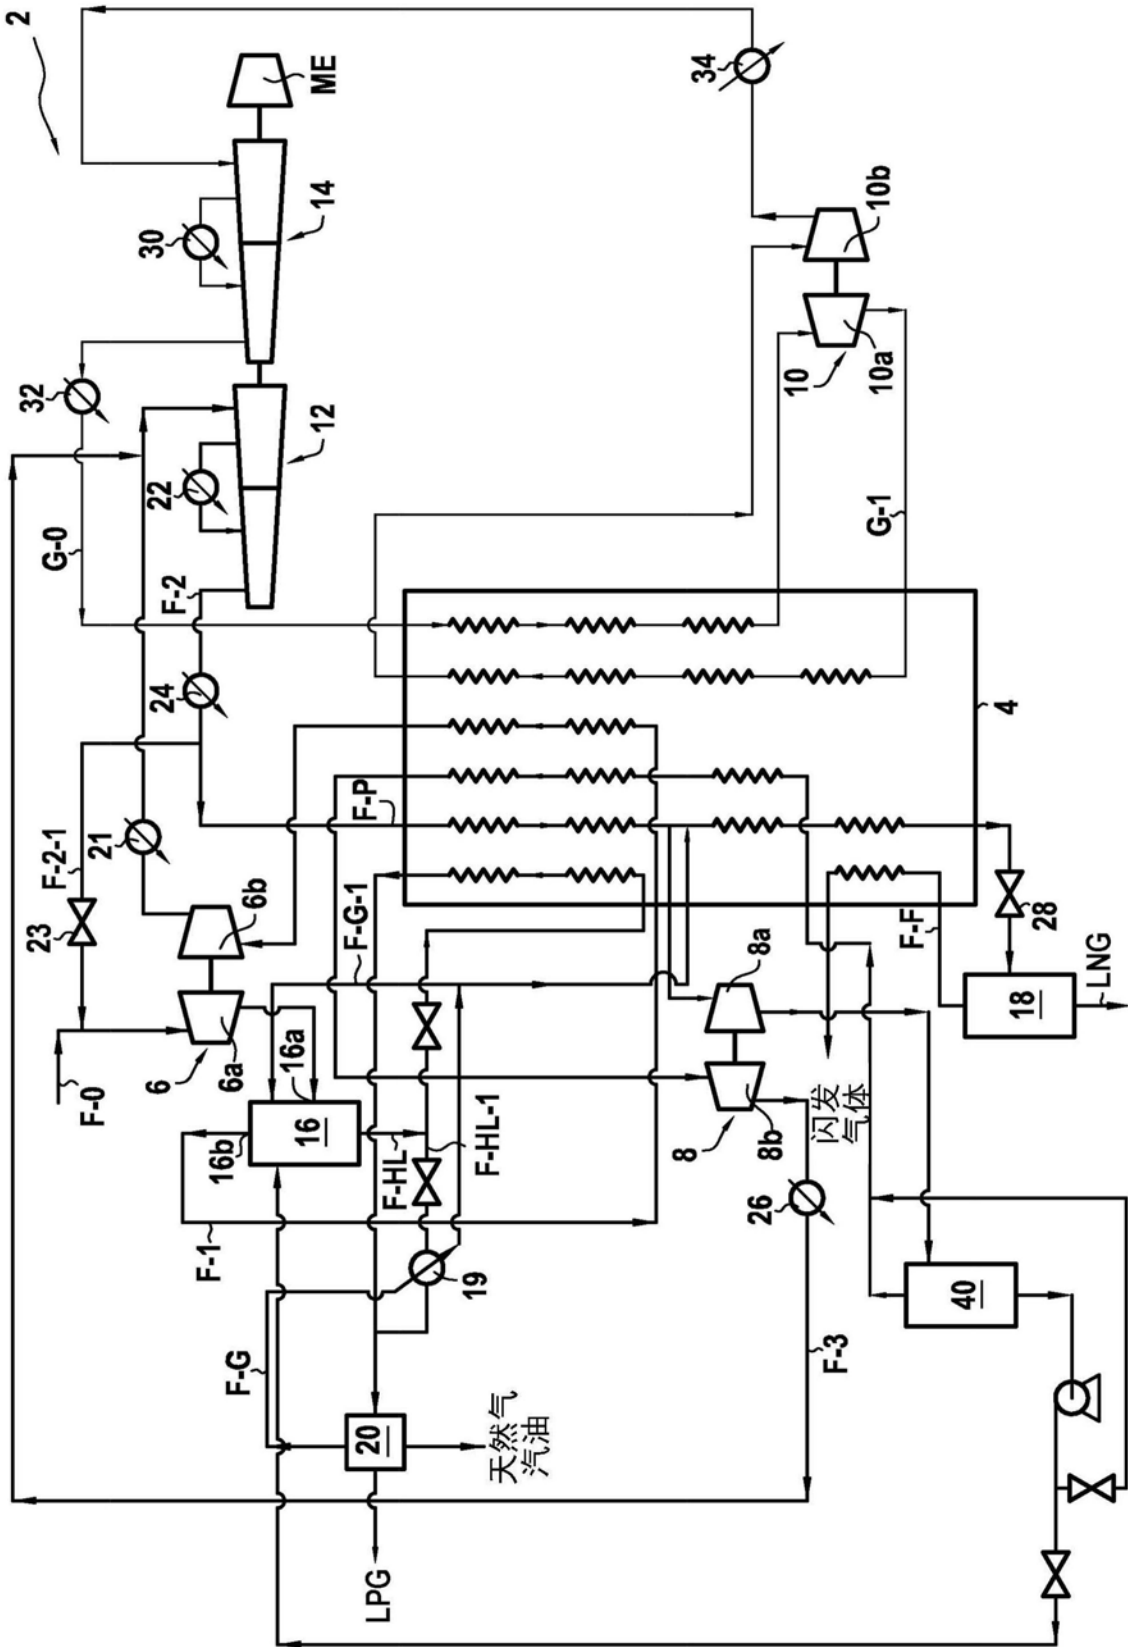 2
ME
14
30
32
12
22
G-0
F-2
24
F-2-1
21
23
6b
6a
6
F-0
16a
16b
16
F-G-1
F-P
F-HL
F-HL-1
F-1
19
F-G
20
天然气
汽油
LPG
34
10b
10a
10
G-1
4
F-F
28
18
LNG
8a
8b
8
闪发
气体
26
F-3
40